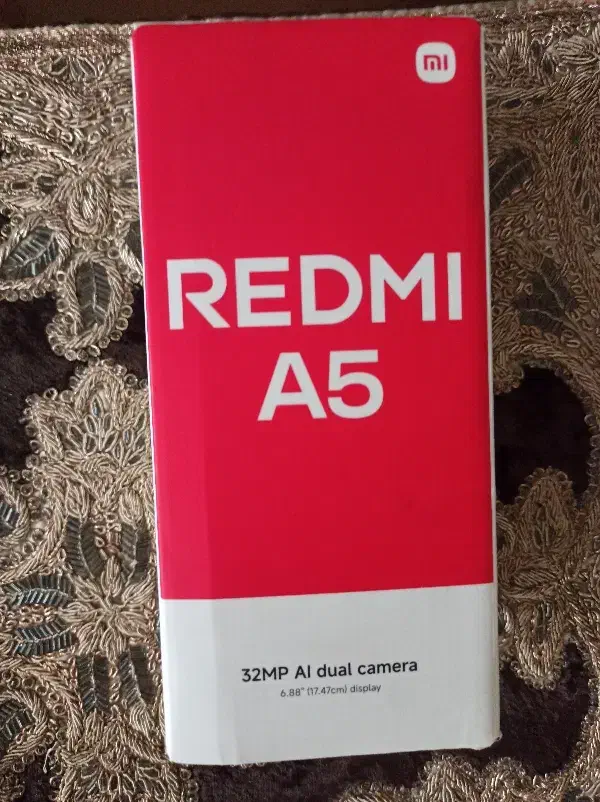 mi
REDMI
A5
32MP AI dual camera
6.88" (17.47cm) display